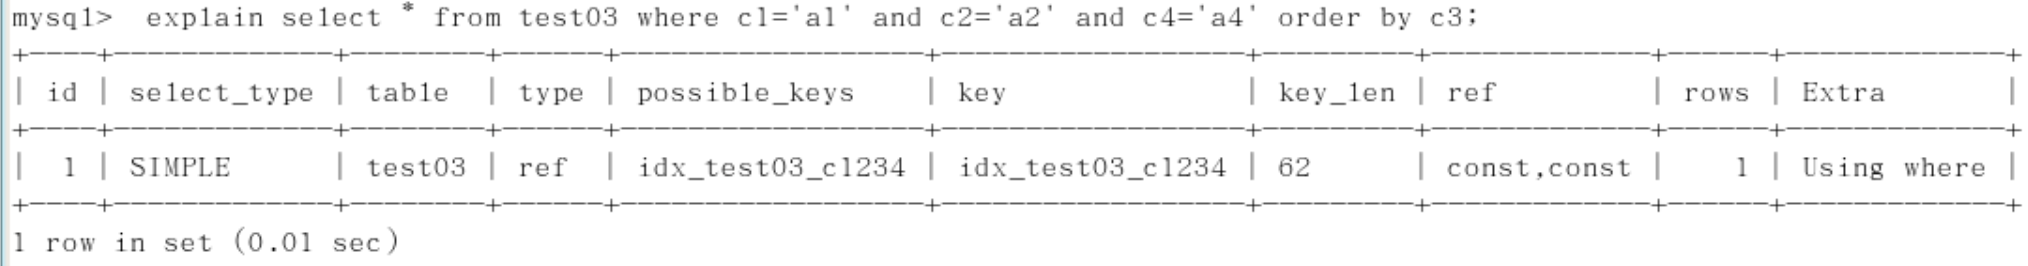 mysql>  explain select * from test03 where c1='a1' and c2='a2' and c4='a4' order by c3;
+----+-------------+--------+------+------------------+------------------+---------+-------------+------+-------------+
| id | select_type | table  | type | possible_keys    | key              | key_len | ref         | rows | Extra       |
+----+-------------+--------+------+------------------+------------------+---------+-------------+------+-------------+
|  1 | SIMPLE      | test03 | ref  | idx_test03_c1234 | idx_test03_c1234 | 62      | const,const |    1 | Using where |
+----+-------------+--------+------+------------------+------------------+---------+-------------+------+-------------+
1 row in set (0.01 sec)